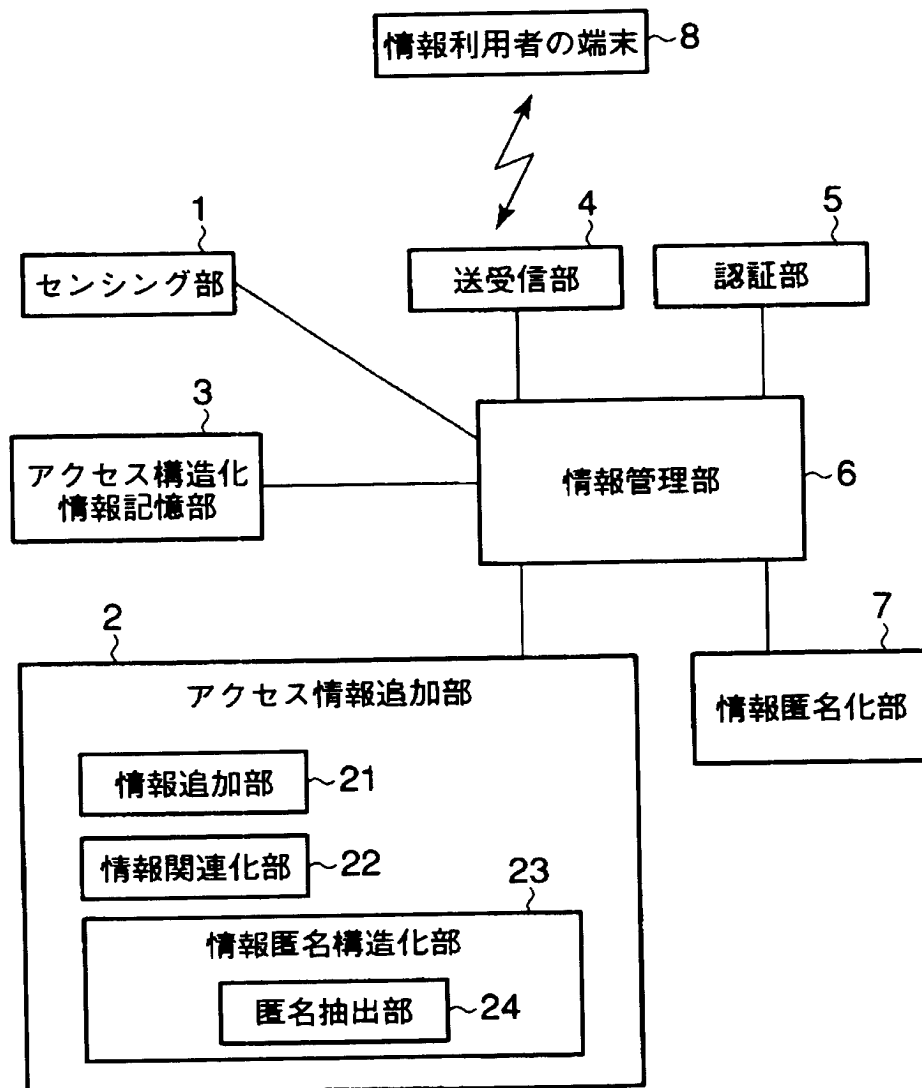 情報利用者の端末
8
1
センシング部
4
送受信部
5
認証部
3
アクセス構造化
情報記憶部
情報管理部
6
2
アクセス情報追加部
7
情報匿名化部
情報追加部
21
情報関連化部
22
23
情報匿名構造化部
匿名抽出部
24